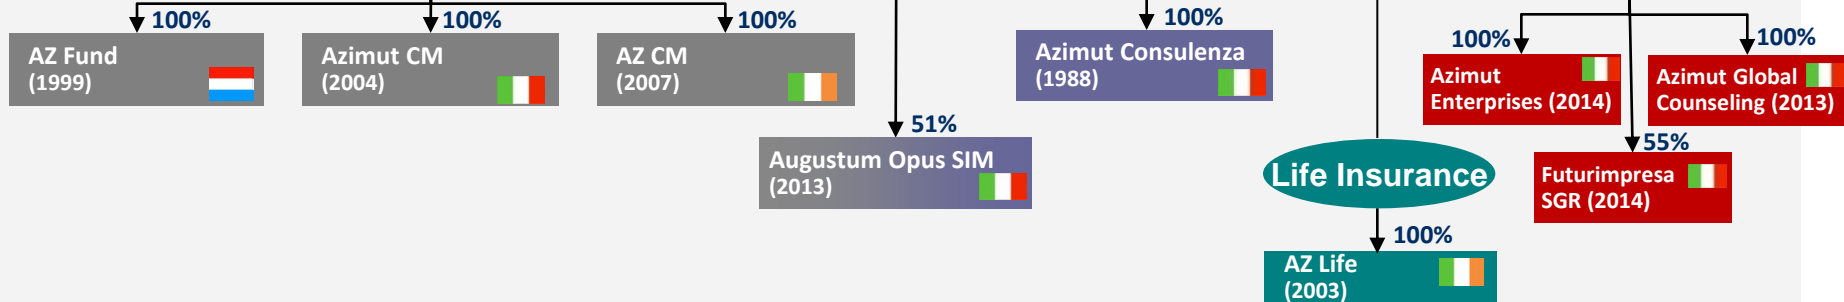 100%
100%
100%
100%
100%
100%
AZ Fund
(1999)
Azimut CM
(2004)
AZ CM
(2007)
Azimut Consulenza
(1988)
Azimut
Enterprises (2014)
Azimut Global
Counseling (2013)
51%
Augustum Opus SIM
(2013)
Life Insurance
55%
Futurimpresa
SGR (2014)
100%
AZ Life
(2003)